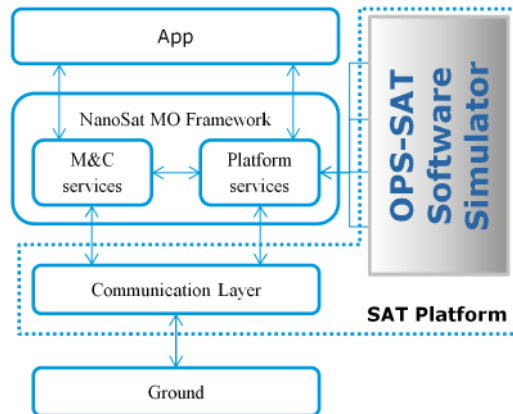 App
NanoSat MO Framework
M&C
services
Platform
services
OPS-SAT
Software
Simulator
Communication Layer
SAT Platform
Ground